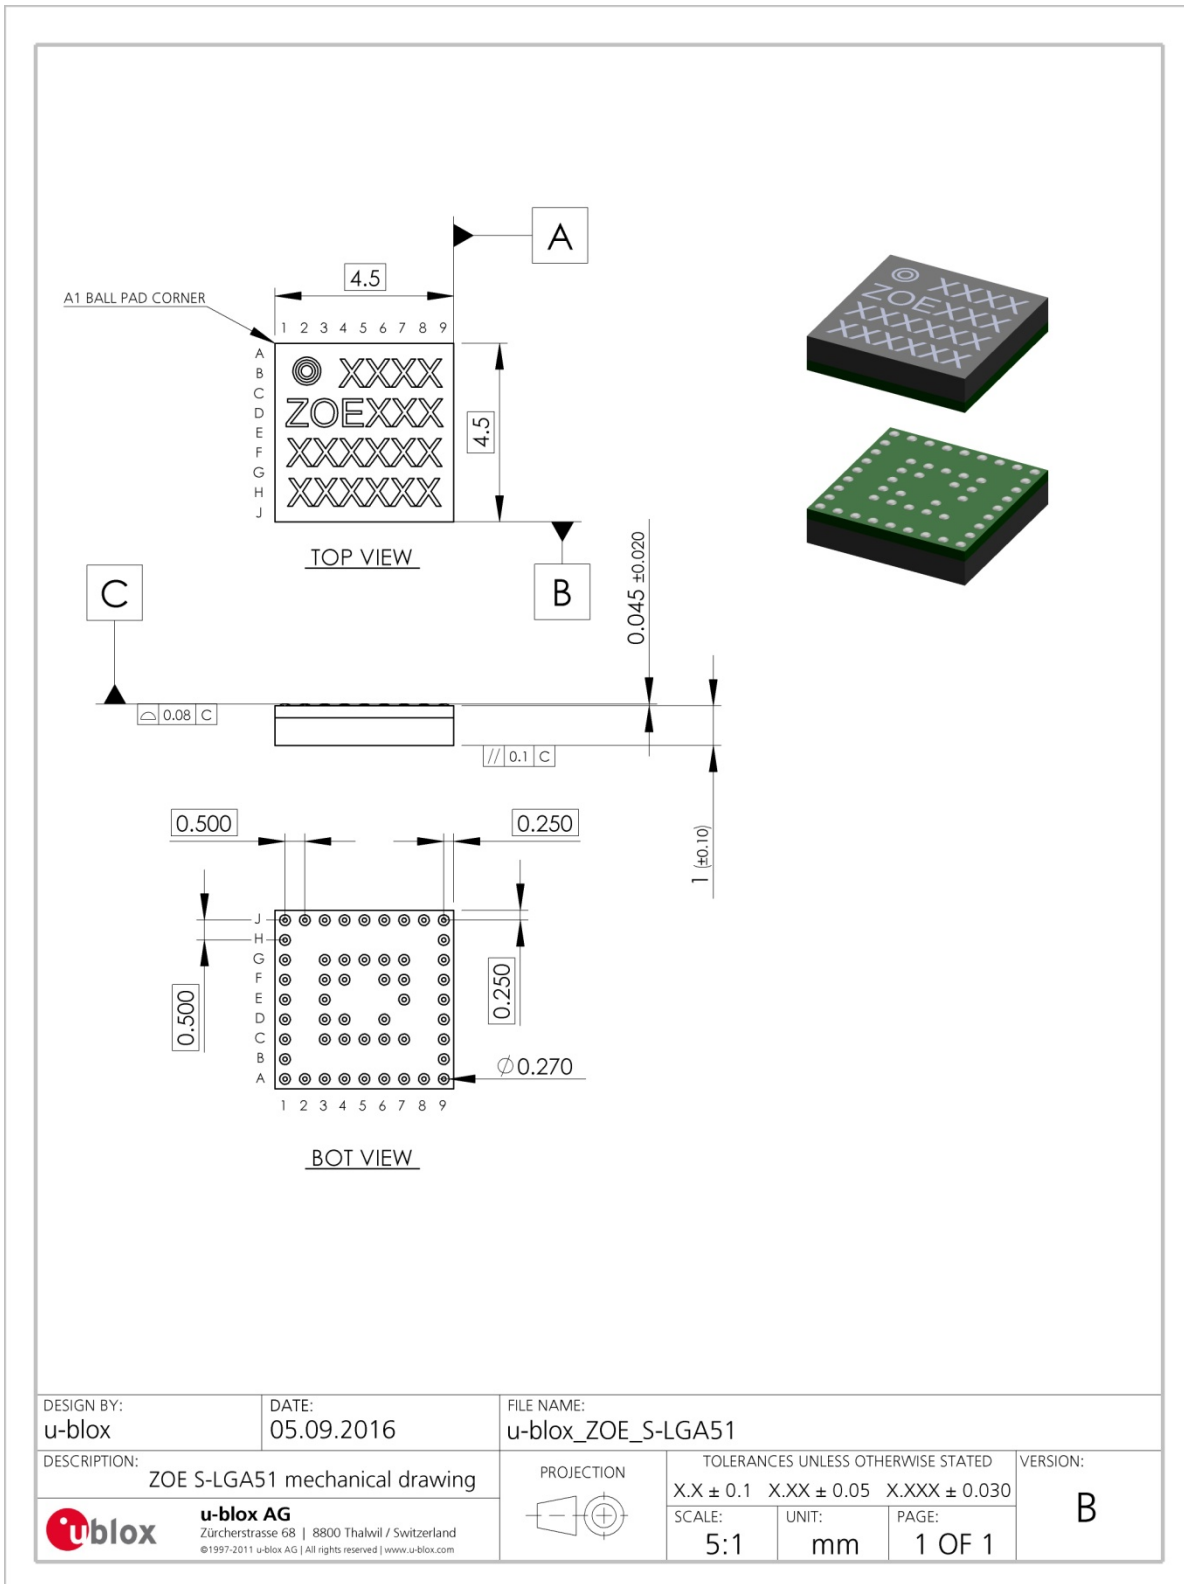 A
4.5
A1 BALL PAD CORNER
1 2 3 4 5 6 7 8 9
A
B
C
D
E
F
G
H
J
XXXX
ZOEXXX
XXXXXX
XXXXXX
4.5
TOP VIEW
B
C
XXXX
ZOEXXX
XXXXXX
XXXXXX
0.045 ±0.020
0.08 C
// 0.1 C
1 (±0.10)
0.500
0.250
J
H
G
F
E
D
C
B
A
0.500
0.250
Ø0.270
1 2 3 4 5 6 7 8 9
BOT VIEW
DESIGN BY:
u-blox
DATE:
05.09.2016
FILE NAME:
u-blox_ZOE_S-LGA51
DESCRIPTION:
ZOE S-LGA51 mechanical drawing
PROJECTION
TOLERANCES UNLESS OTHERWISE STATED
X.X ± 0.1 X.XX ± 0.05 X.XXX ± 0.030
VERSION:
B
ublox
u-blox AG
Zürcherstrasse 68 | 8800 Thalwil / Switzerland
©1997-2011 u-blox AG | All rights reserved | www.u-blox.com
SCALE:
5:1
UNIT:
mm
PAGE:
1 OF 1